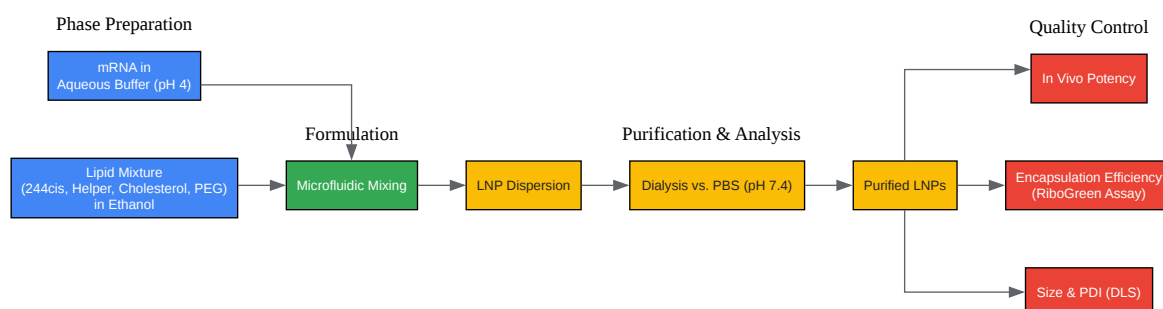 Phase Preparation
Quality Control
mRNA in
Aqueous Buffer (pH 4)
In Vivo Potency
Formulation
Purification & Analysis
Lipid Mixture
(244cis, Helper, Cholesterol, PEG)
in Ethanol
Microfluidic Mixing
LNP Dispersion
Dialysis vs. PBS (pH 7.4)
Purified LNPs
Encapsulation Efficiency
(RiboGreen Assay)
Size & PDI (DLS)